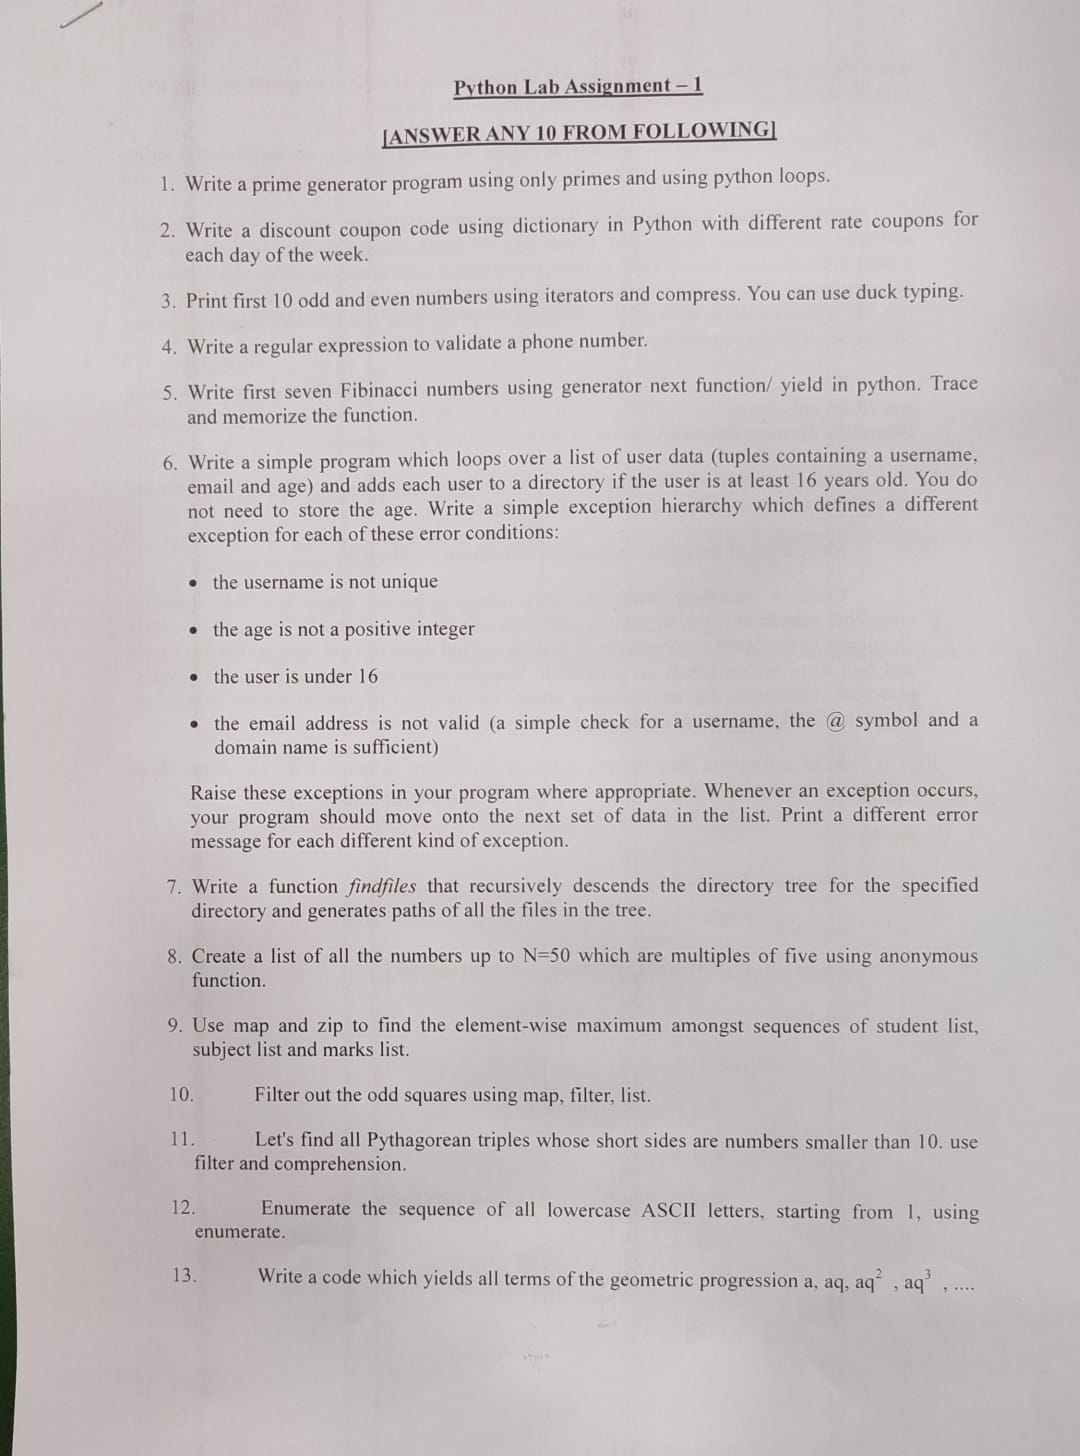 Python Lab Assignment – 1
[ANSWER ANY 10 FROM FOLLOWING]
1. Write a prime generator program using only primes and using python loops.
2. Write a discount coupon code using dictionary in Python with different rate coupons for
each day of the week.
3. Print first 10 odd and even numbers using iterators and compress. You can use duck typing.
4. Write a regular expression to validate a phone number.
5. Write first seven Fibinacci numbers using generator next function/ yield in python. Trace
and memorize the function.
6. Write a simple program which loops over a list of user data (tuples containing a username,
email and age) and adds each user to a directory if the user is at least 16 years old. You do
not need to store the age. Write a simple exception hierarchy which defines a different
exception for each of these error conditions:
• the username is not unique
• the age is not a positive integer
• the user is under 16
• the email address is not valid (a simple check for a username, the @ symbol and a
domain name is sufficient)
Raise these exceptions in your program where appropriate. Whenever an exception occurs,
your program should move onto the next set of data in the list. Print a different error
message for each different kind of exception.
7. Write a function findfiles that recursively descends the directory tree for the specified
directory and generates paths of all the files in the tree.
8. Create a list of all the numbers up to N=50 which are multiples of five using anonymous
function.
9. Use map and zip to find the element-wise maximum amongst sequences of student list,
subject list and marks list.
10. Filter out the odd squares using map, filter, list.
11. Let's find all Pythagorean triples whose short sides are numbers smaller than 10. use
filter and comprehension.
12. Enumerate the sequence of all lowercase ASCII letters, starting from 1, using
enumerate.
13. Write a code which yields all terms of the geometric progression a, aq, aq² , aq³ , ....